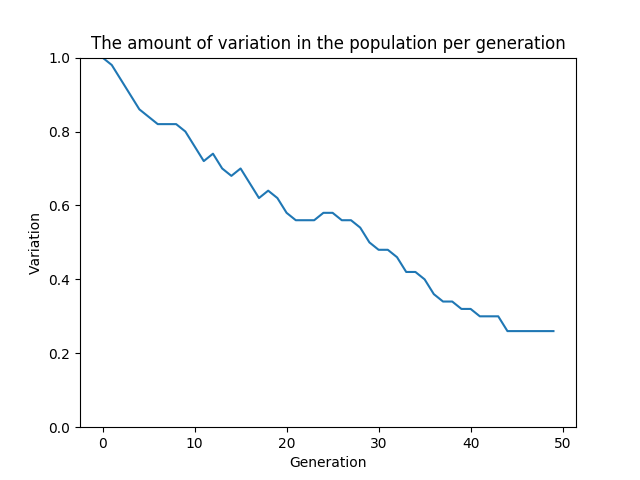 The amount of variation in the population per generation
1.0
0.8
0.6
0.4
0.2
0.0
Variation
0 10 20 30 40 50
Generation